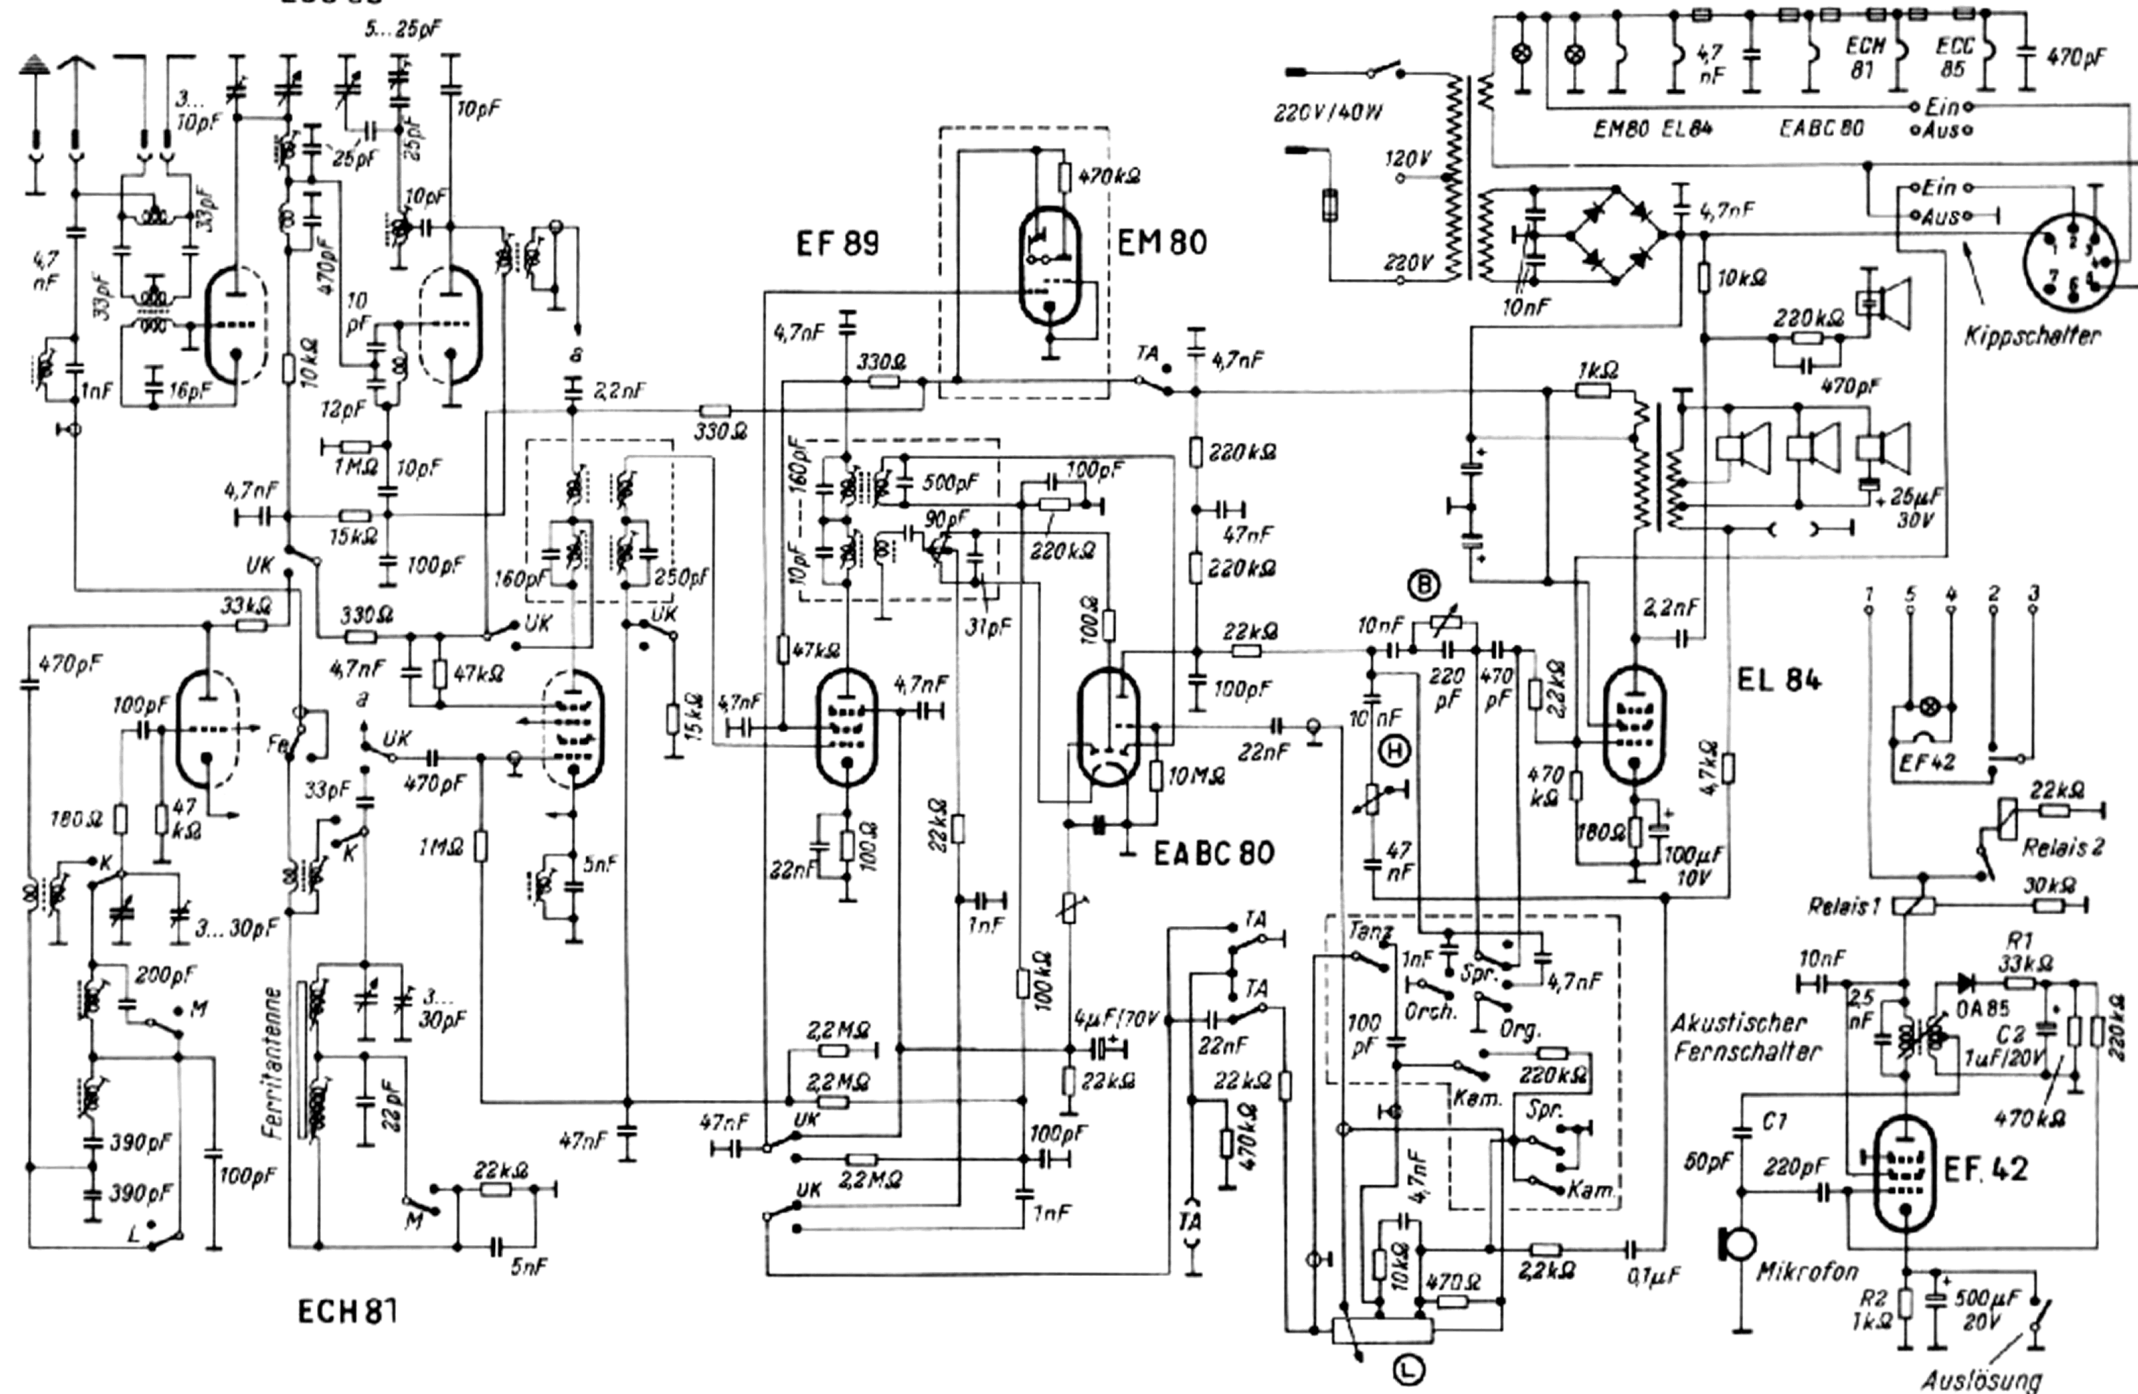 5...25pF
3...
10pF
33pF
25pF
25pF
10pF
10pF
4,7
nF
33pF
470pF
10
pF
10kΩ
1nF
16pF
12pF
1MΩ
10pF
4,7nF
15kΩ
100pF
UK
a
2,2nF
330Ω
160pF
250pF
EF 89
EM 80
470kΩ
4,7nF
330Ω
TA
4,7nF
160pF
500pF
100pF
90pF
10pF
220kΩ
31pF
220kΩ
47nF
220kΩ
220V/40W
120V
220V
4,7
nF
ECH
81
ECC
85
470pF
EM80 EL84
EABC80
Ein
Aus
Ein
Aus
4,7nF
10nF
10kΩ
1
2
3
4
5
6
7
Kippschalter
220kΩ
470pF
1kΩ
25µF
30V
33kΩ
330Ω
470pF
4,7nF
47kΩ
UK
UK
15kΩ
100pF
Fe
a
UK
470pF
33pF
180Ω
47
kΩ
K
K
1MΩ
5nF
3...30pF
200pF
M
3...
30pF
Ferritantenne
22pF
390pF
390pF
100pF
L
M
22kΩ
5nF
ECH 81
47kΩ
4,7nF
4,7nF
22nF
100Ω
100Ω
22kΩ
100pF
22nF
10MΩ
22kΩ
EABC 80
1nF
100kΩ
4µF/70V
22kΩ
2,2MΩ
2,2MΩ
47nF
47nF
UK
2,2MΩ
100pF
UK
1nF
TA
TA
22nF
22kΩ
470kΩ
TA
B
10nF
220
pF
470
pF
10nF
H
47
nF
2,2kΩ
470
kΩ
180Ω
100µF
10V
2,2nF
EL 84
4,7kΩ
Tanz
1nF
Spr.
4,7nF
Orch.
Org.
100
pF
220kΩ
Kam.
Spr.
Kam.
4,7nF
10kΩ
470Ω
2,2kΩ
0,1µF
L
1
5
4
2
3
EF42
22kΩ
Relais 2
Relais1
30kΩ
10nF
R1
33kΩ
2,5
nF
OA85
C2
1µF/20V
220kΩ
Akustischer
Fernschalter
470kΩ
C1
50pF
220pF
EF.42
Mikrofon
R2
1kΩ
500µF
20V
Auslösung